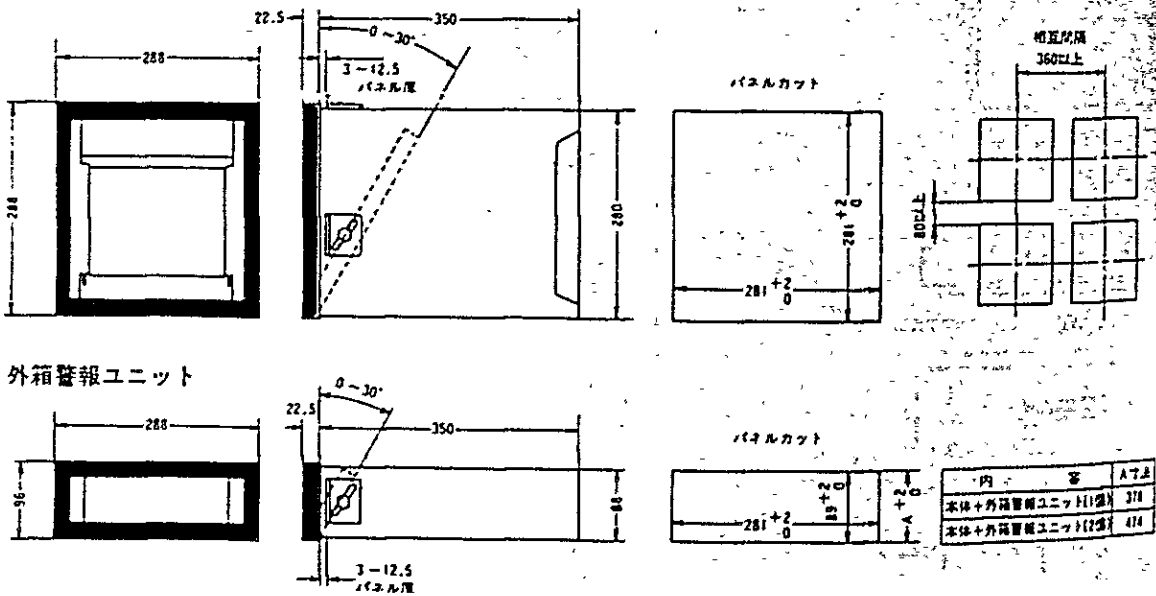 22.5
350
0~30°
288
3~12.5
パネル厚
288
280
パネルカット
281 +2 0
281 +2 0
相互間隔
360以上
80以上
外箱警報ユニット
288
96
22.5
0~30°
350
88
3~12.5
パネル厚
パネルカット
281 +2 0
89 +2 0
A +2 0
内 容 A寸法
本体+外箱警報ユニット(1個) 378
本体+外箱警報ユニット(2個) 474